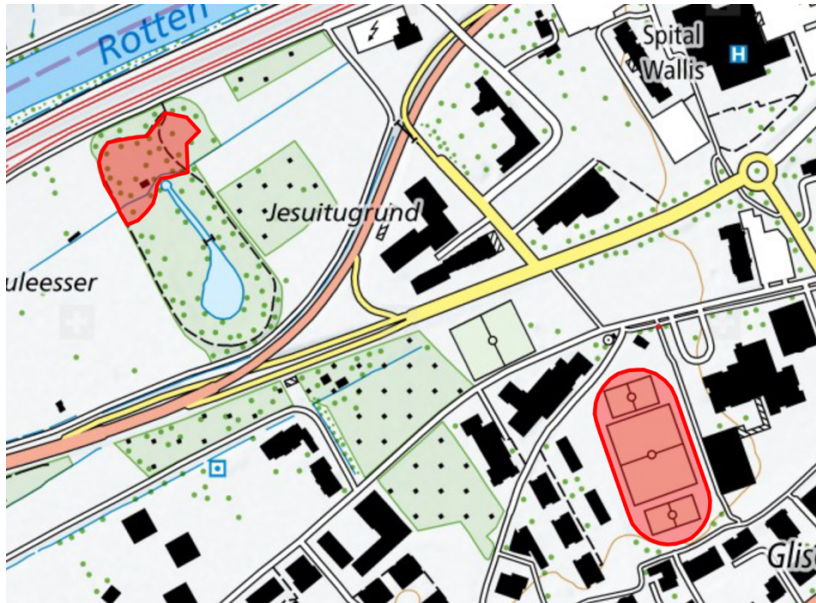 Rotten
Spital
Wallis
H
Jesuitugrund
uleesser
Glis